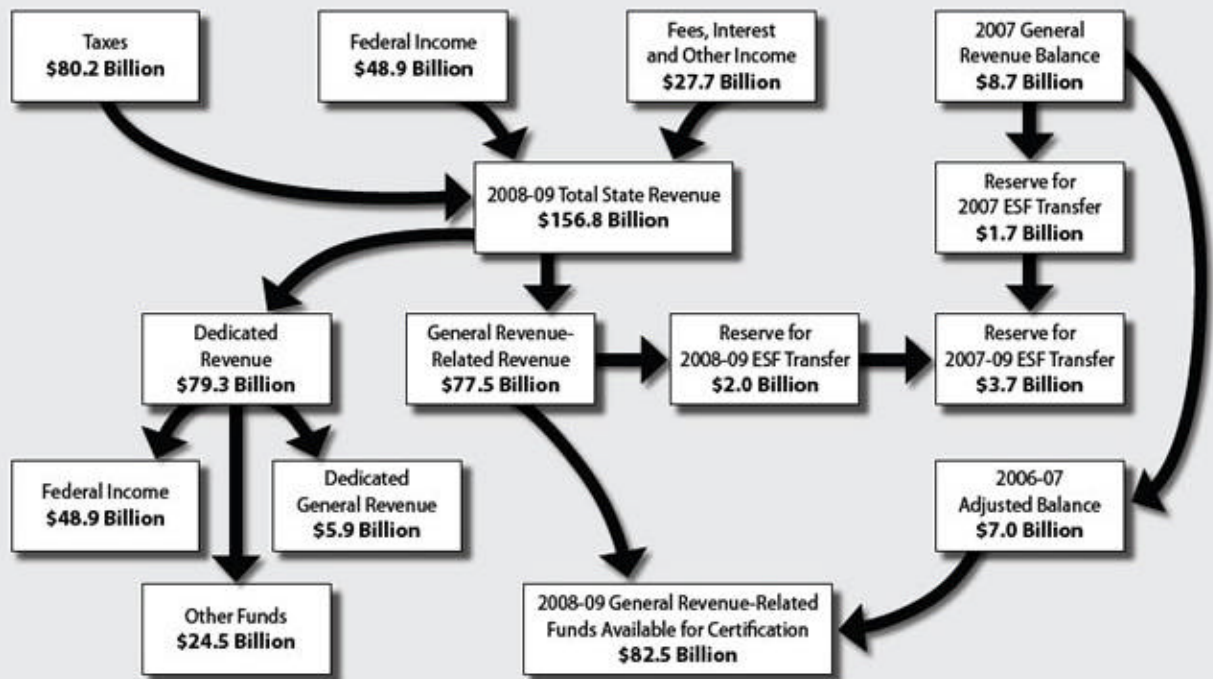 Taxes
$80.2 Billion
Federal Income
$48.9 Billion
Fees, Interest
and Other Income
$27.7 Billion
2007 General
Revenue Balance
$8.7 Billion
2008-09 Total State Revenue
$156.8 Billion
Reserve for
2007 ESF Transfer
$1.7 Billion
Dedicated
Revenue
$79.3 Billion
General Revenue-
Related Revenue
$77.5 Billion
Reserve for
2008-09 ESF Transfer
$2.0 Billion
Reserve for
2007-09 ESF Transfer
$3.7 Billion
Federal Income
$48.9 Billion
Dedicated
General Revenue
$5.9 Billion
2006-07
Adjusted Balance
$7.0 Billion
Other Funds
$24.5 Billion
2008-09 General Revenue-Related
Funds Available for Certification
$82.5 Billion